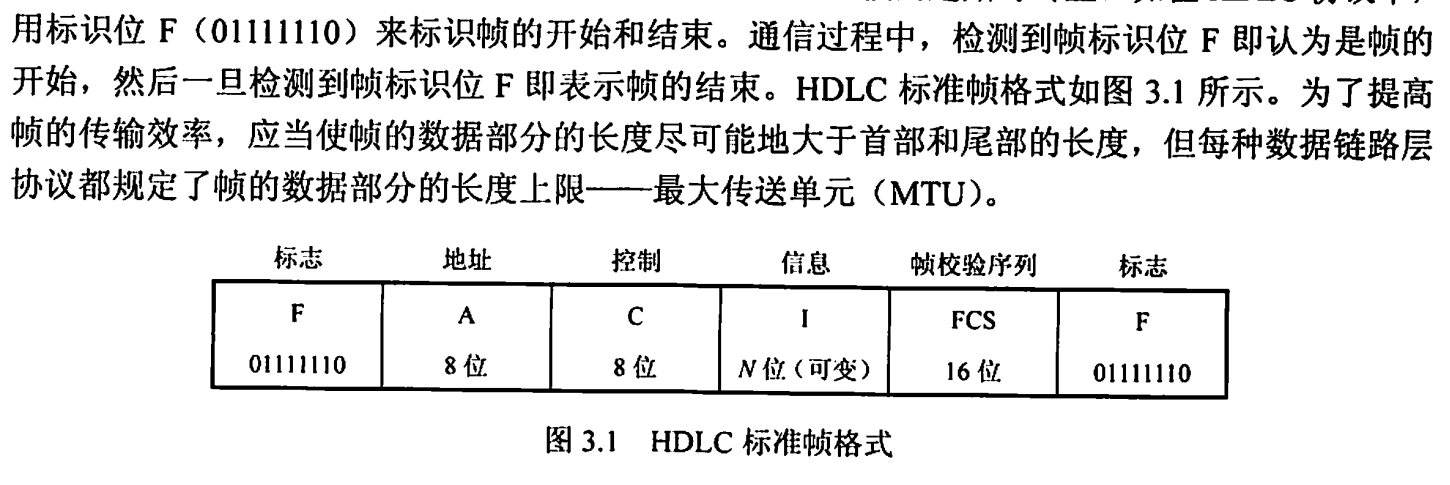 用标识位 F（01111110）来标识帧的开始和结束。通信过程中，检测到帧标识位 F 即认为是帧的
开始，然后一旦检测到帧标识位 F 即表示帧的结束。HDLC 标准帧格式如图 3.1 所示。为了提高
帧的传输效率，应当使帧的数据部分的长度尽可能地大于首部和尾部的长度，但每种数据链路层
协议都规定了帧的数据部分的长度上限——最大传送单元（MTU）。
标志 地址 控制 信息 帧校验序列 标志
F A C I FCS F
01111110 8 位 8 位 N 位（可变） 16 位 01111110
图 3.1 HDLC 标准帧格式